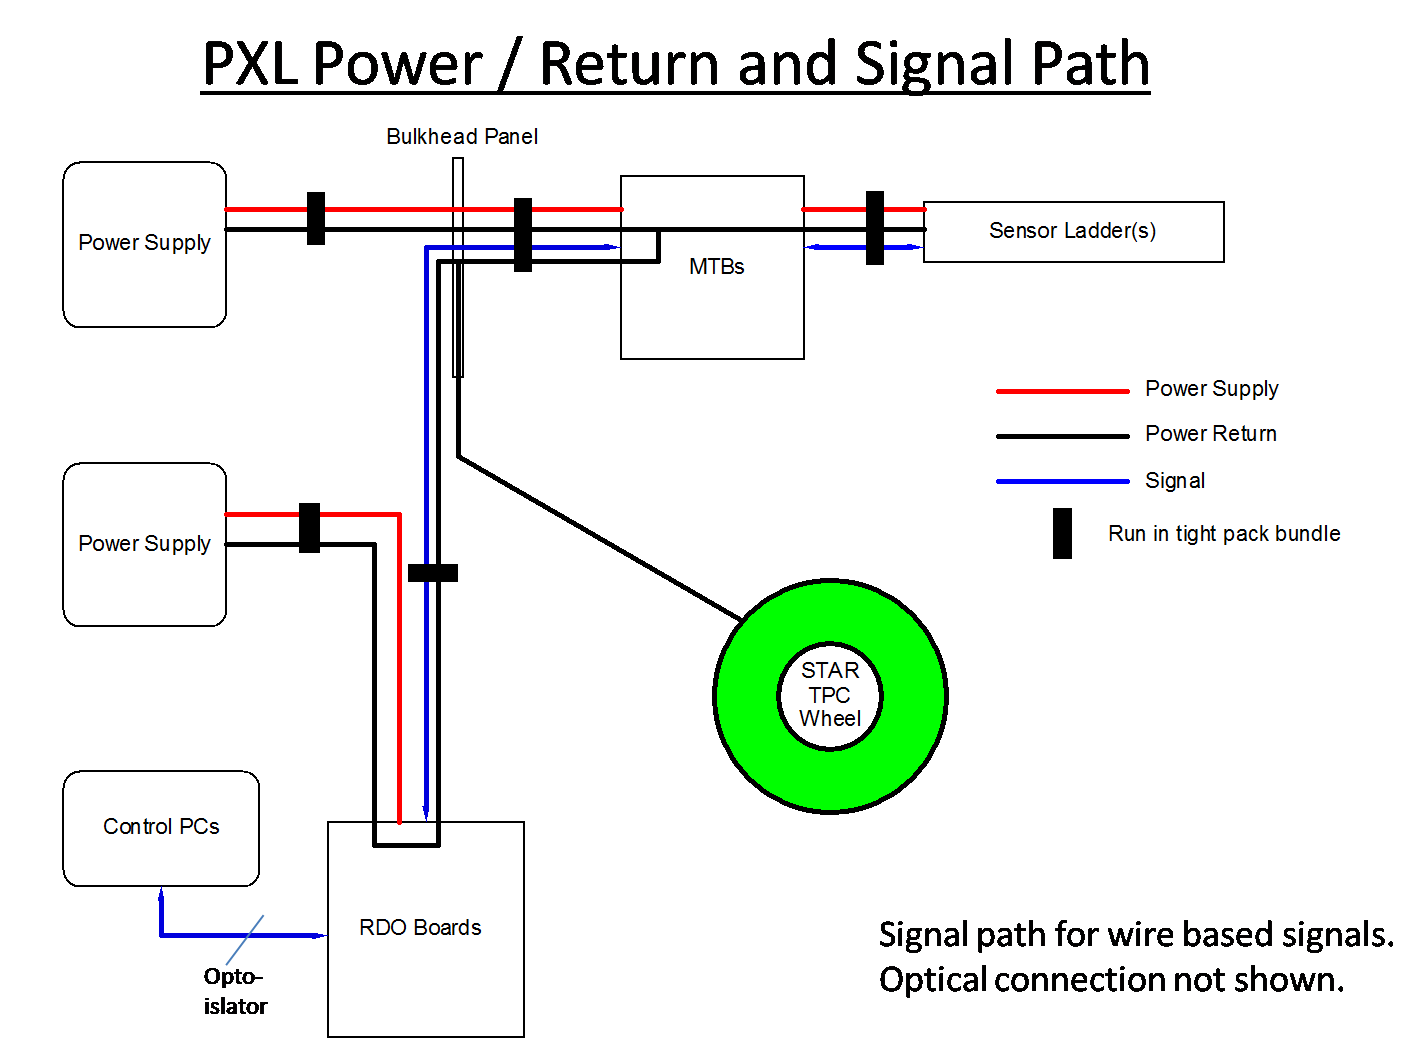 PXL Power / Return and Signal Path
Bulkhead Panel
Power Supply
MTBs
Sensor Ladder(s)
Power Supply
Power Return
Signal
Run in tight pack bundle
Power Supply
STAR
TPC
Wheel
Control PCs
RDO Boards
Opto-
islator
Signal path for wire based signals.
Optical connection not shown.